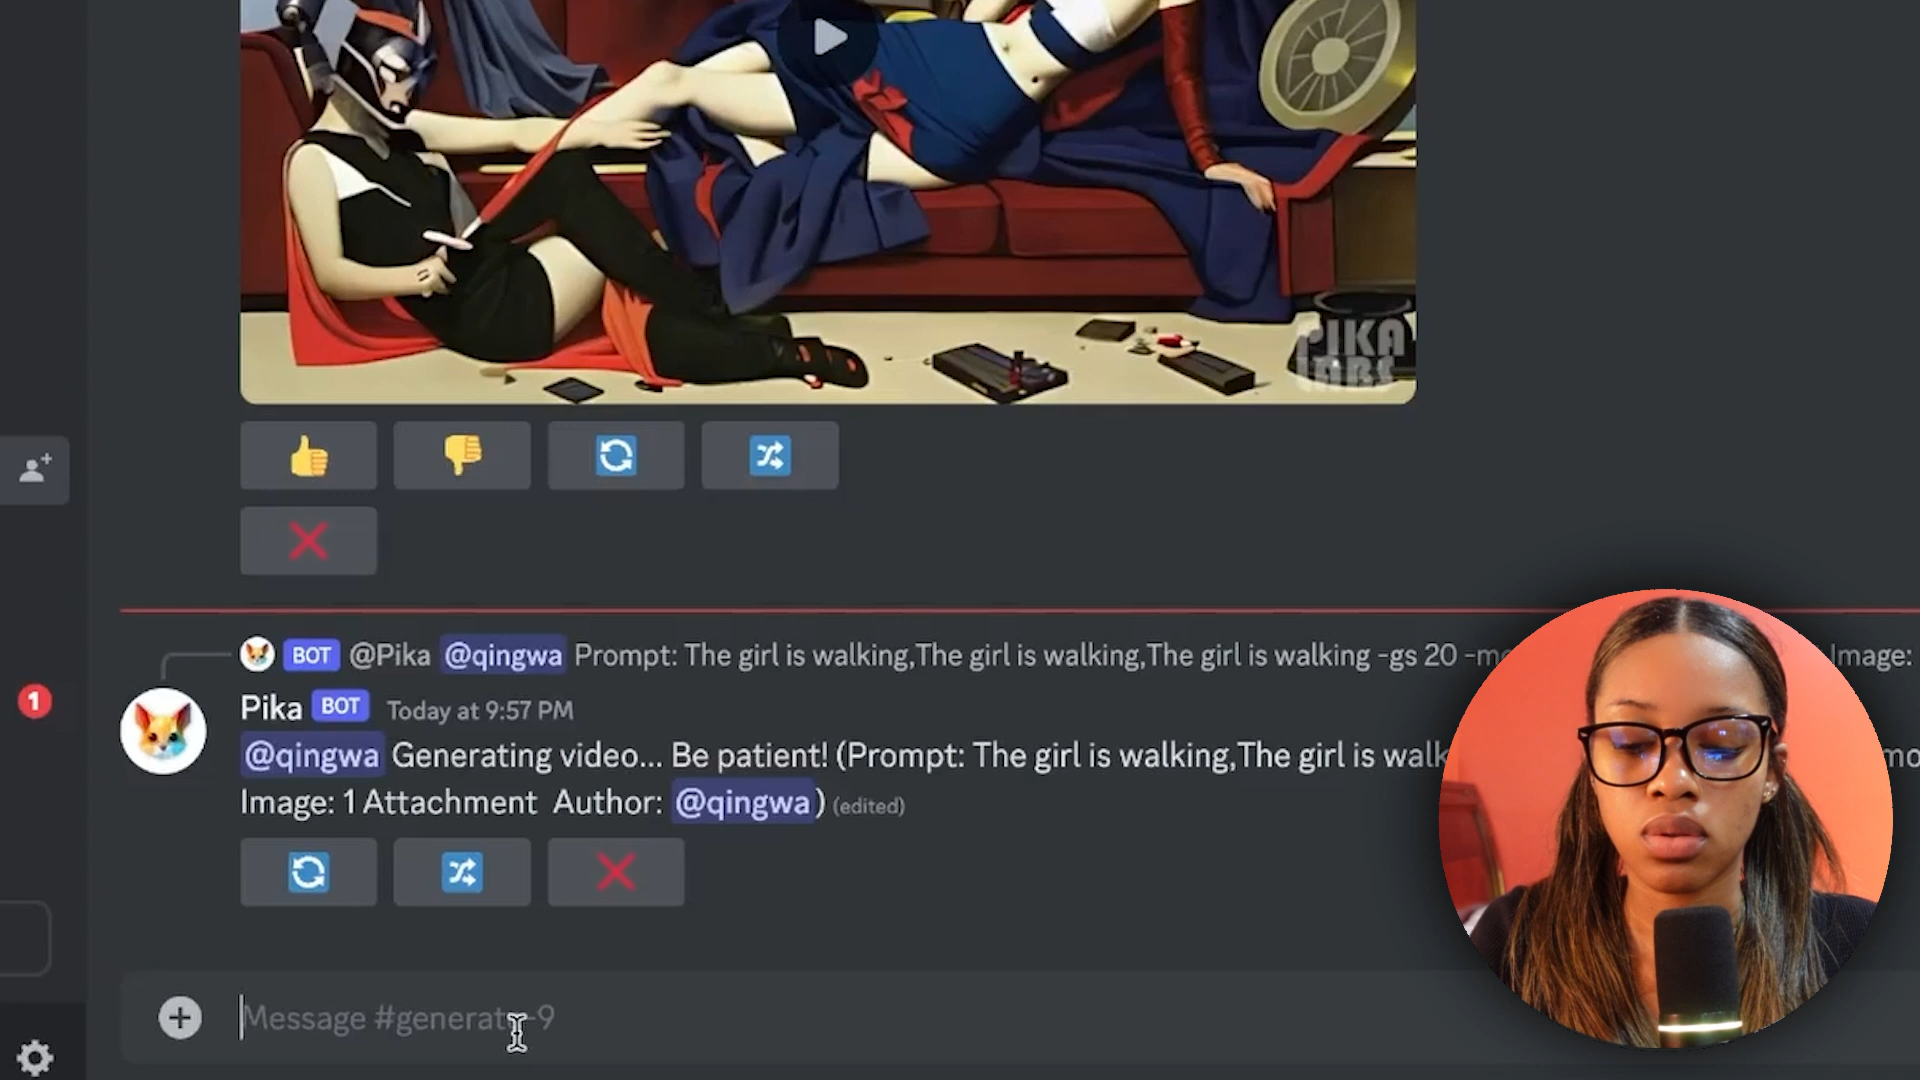 PIKA
LABS
BOT @Pika @qingwa Prompt: The girl is walking,The girl is walking,The girl is walking -gs 20 Image:
1
Pika BOT Today at 9:57 PM
@qingwa Generating video... Be patient! (Prompt: The girl is walking,The girl is
Image: 1 Attachment Author: @qingwa) (edited)
Message #generate-9